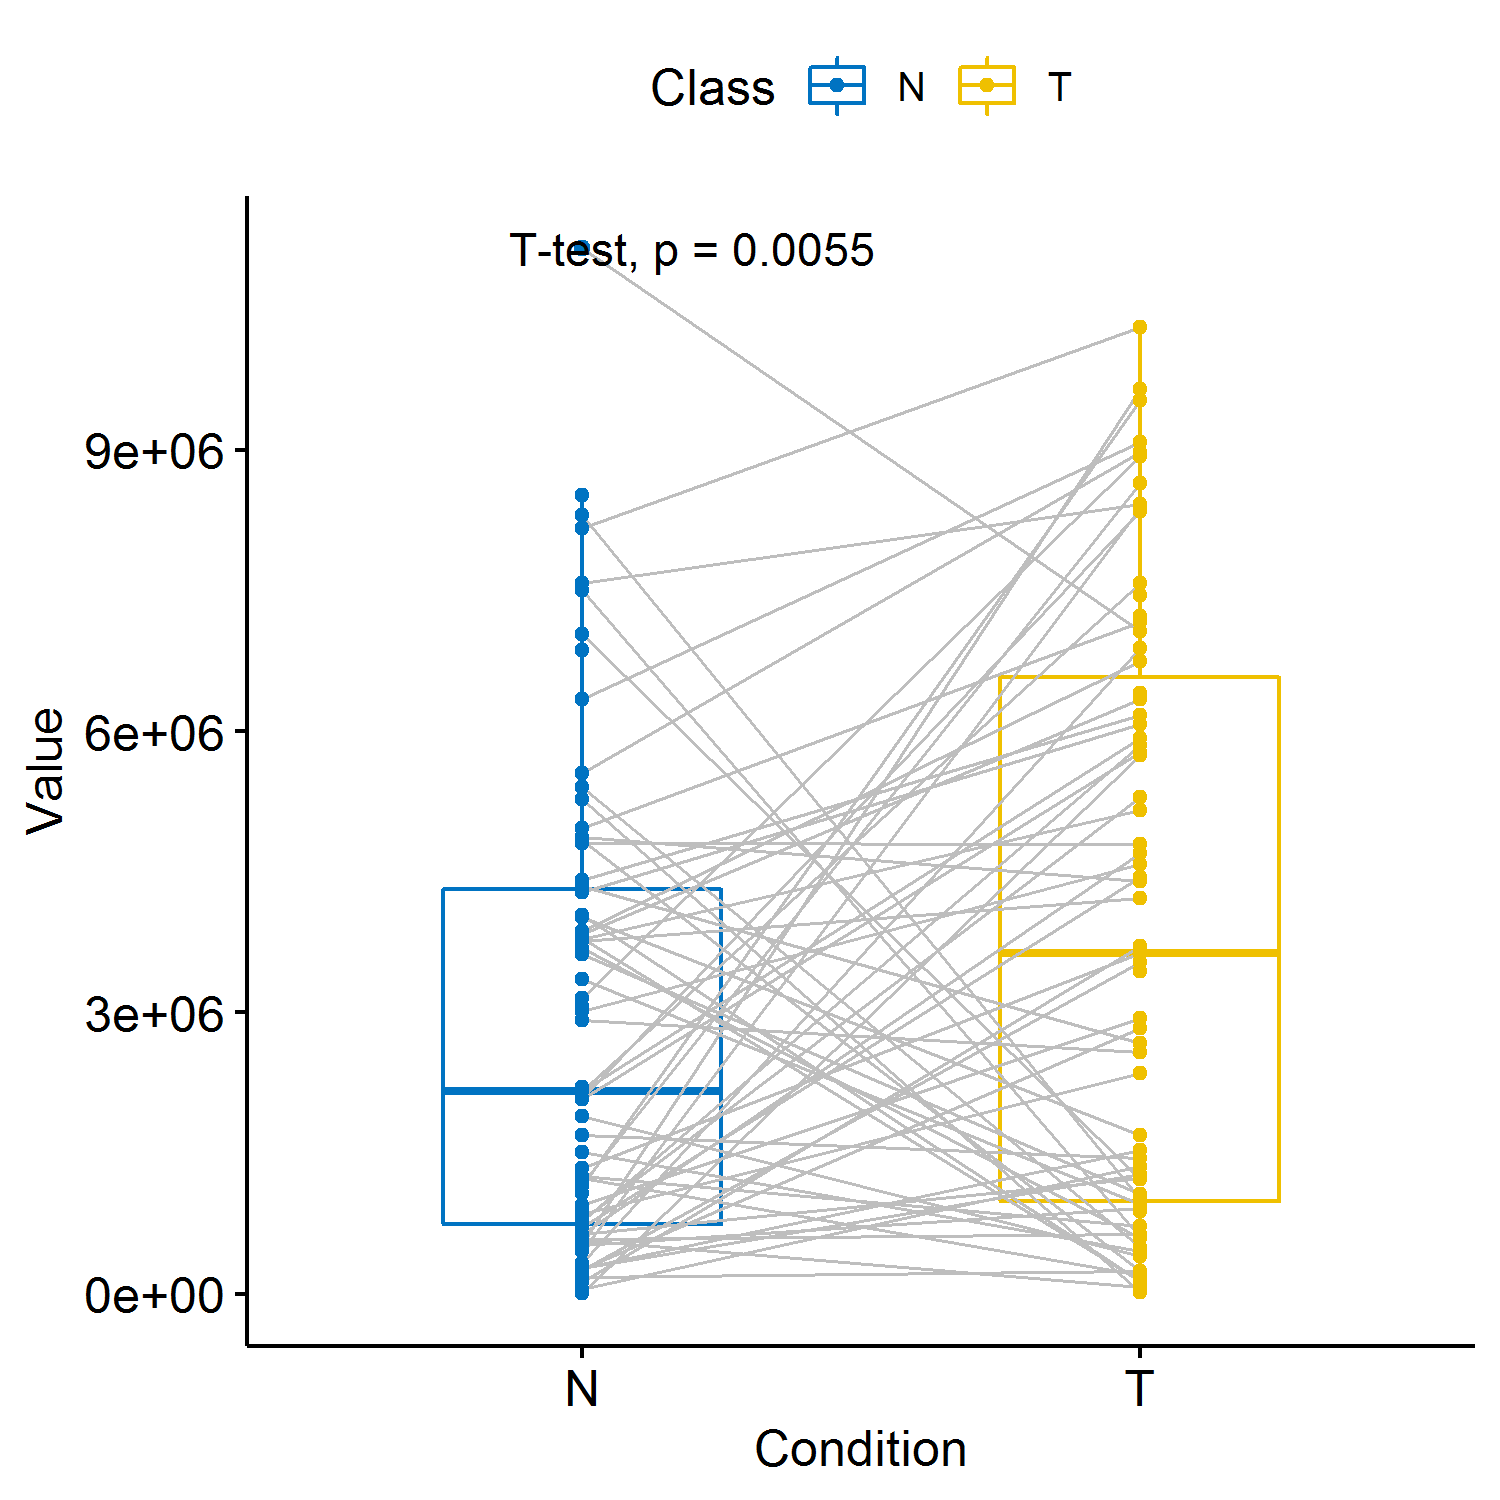 Class N T
T-test, p = 0.0055
9e+06
6e+06
3e+06
0e+00
Value
N T
Condition